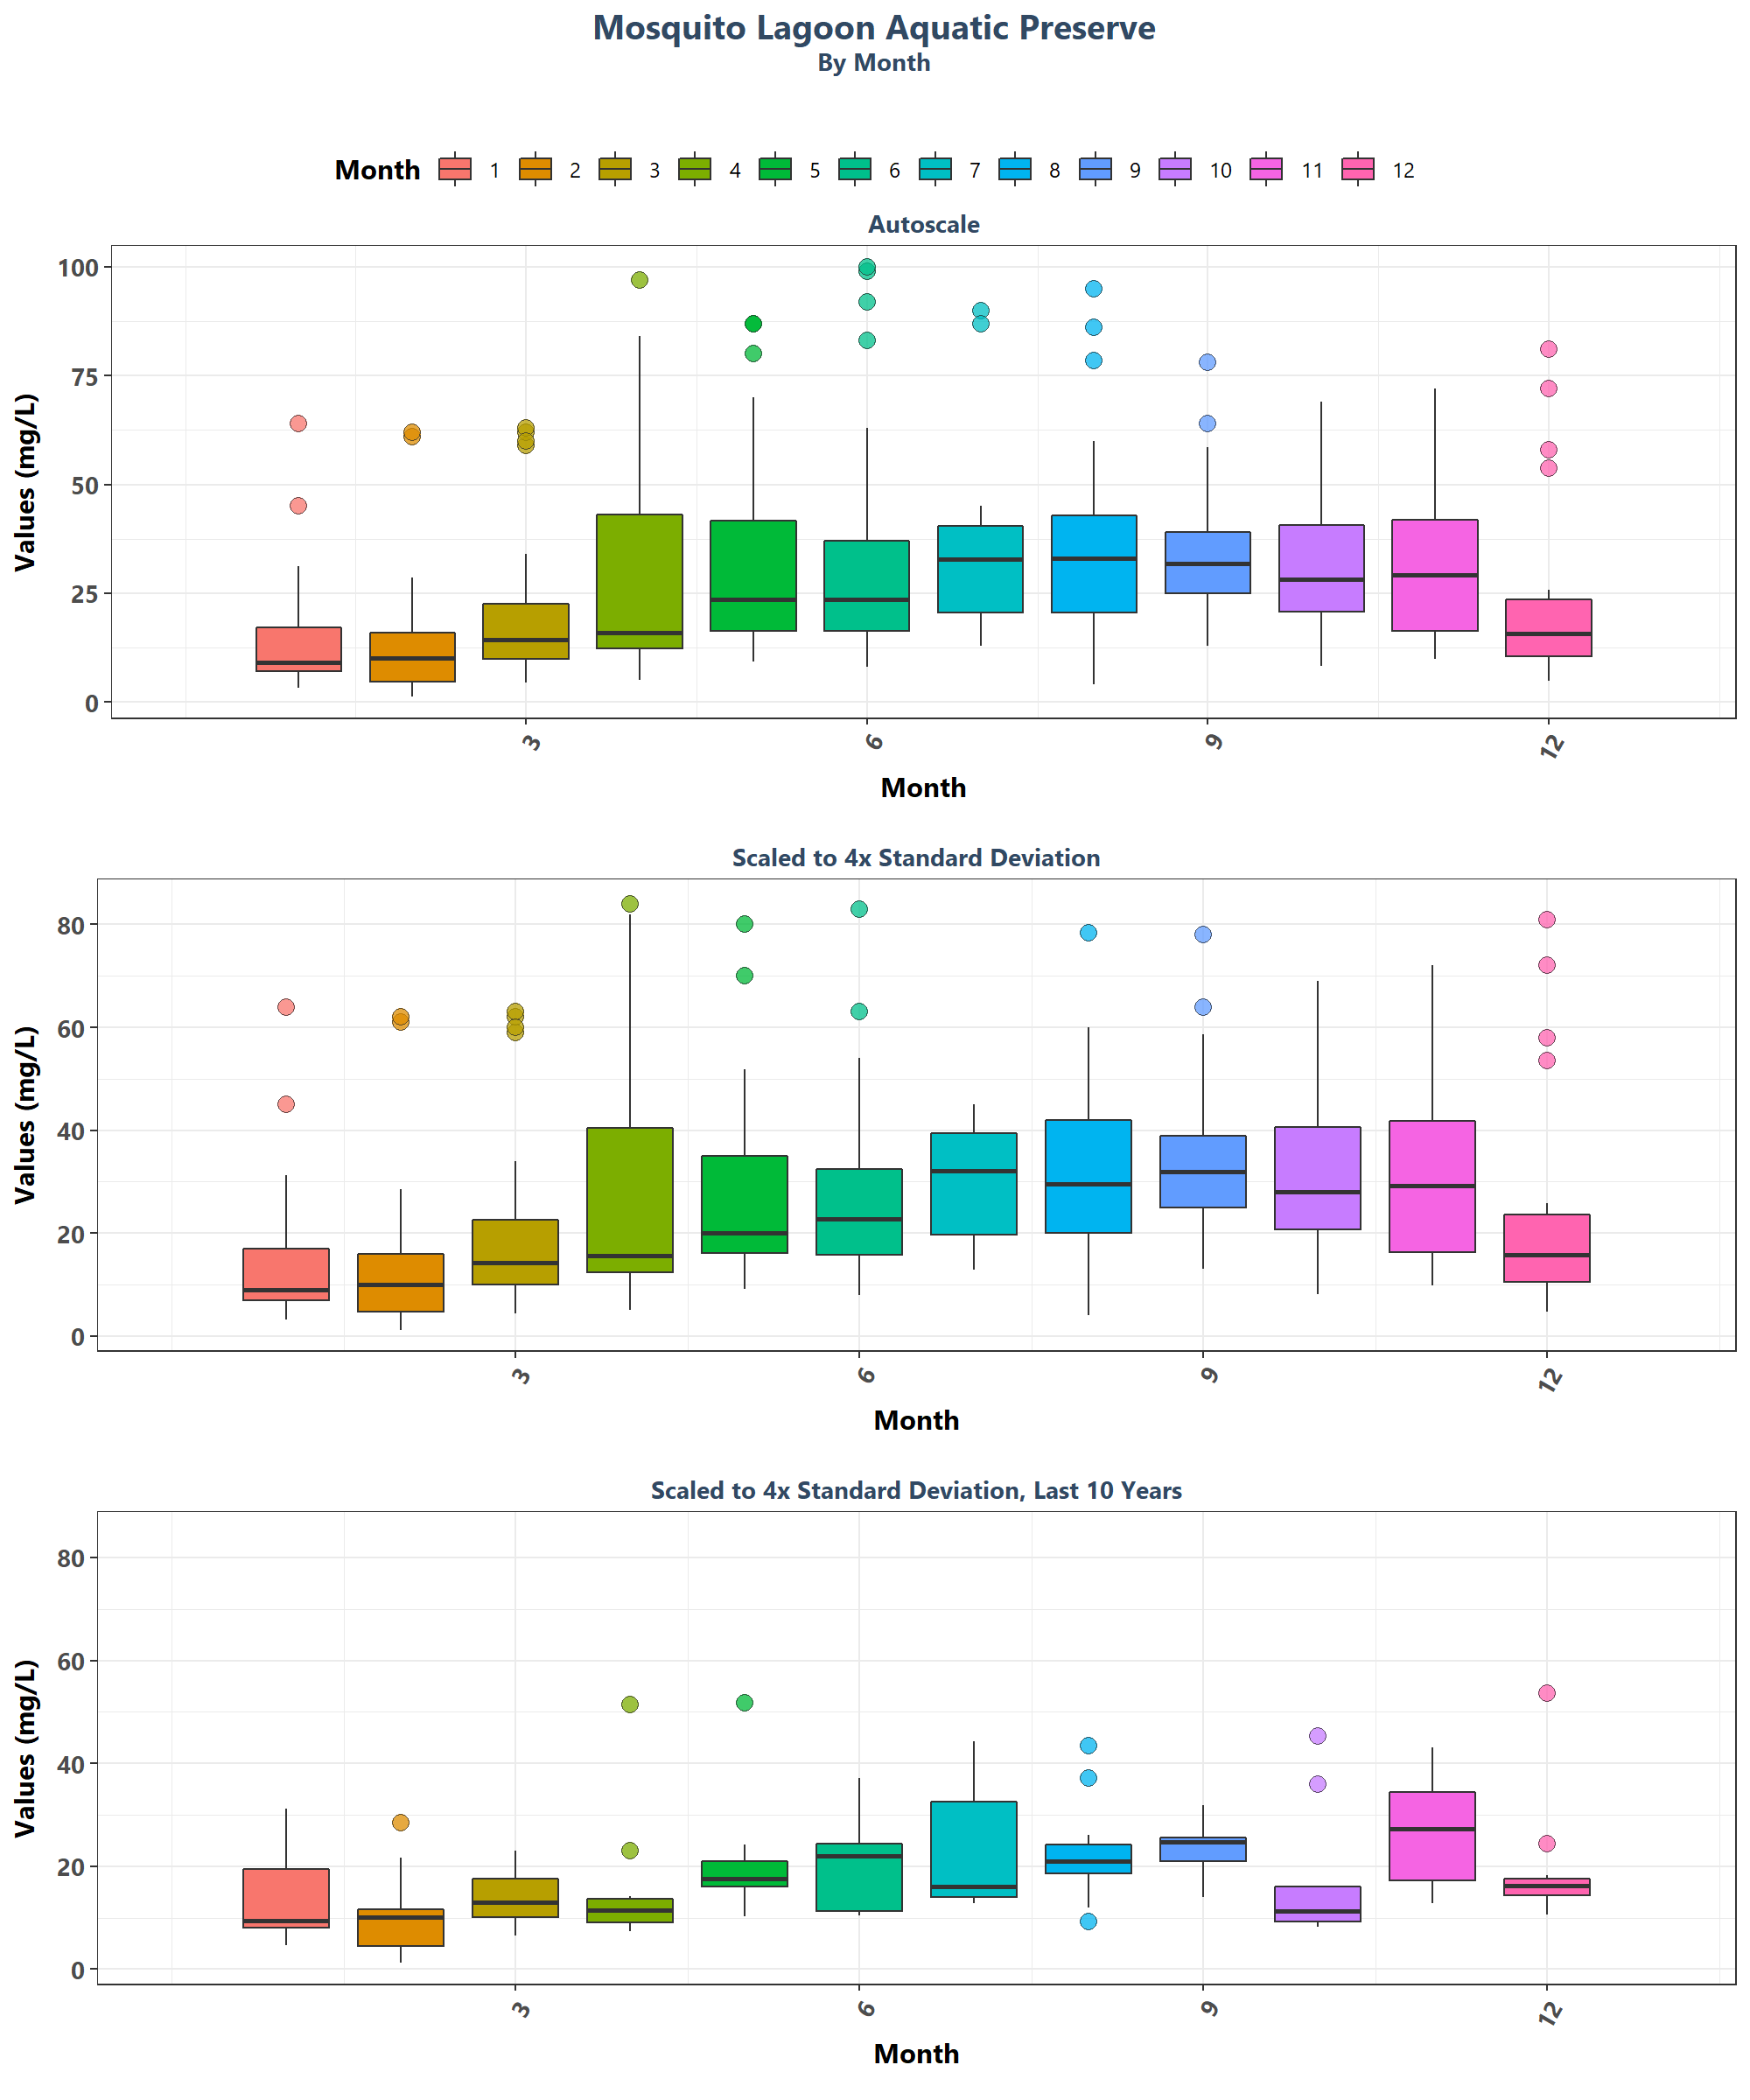 Mosquito Lagoon Aquatic Preserve
By Month
Month 1 2 3 4 5 6 7 8 9 10 11 12
Autoscale
Values (mg/L)
100
75
50
25
0
3 6 9 12
Month
Scaled to 4x Standard Deviation
Values (mg/L)
80
60
40
20
0
3 6 9 12
Month
Scaled to 4x Standard Deviation, Last 10 Years
Values (mg/L)
80
60
40
20
0
3 6 9 12
Month